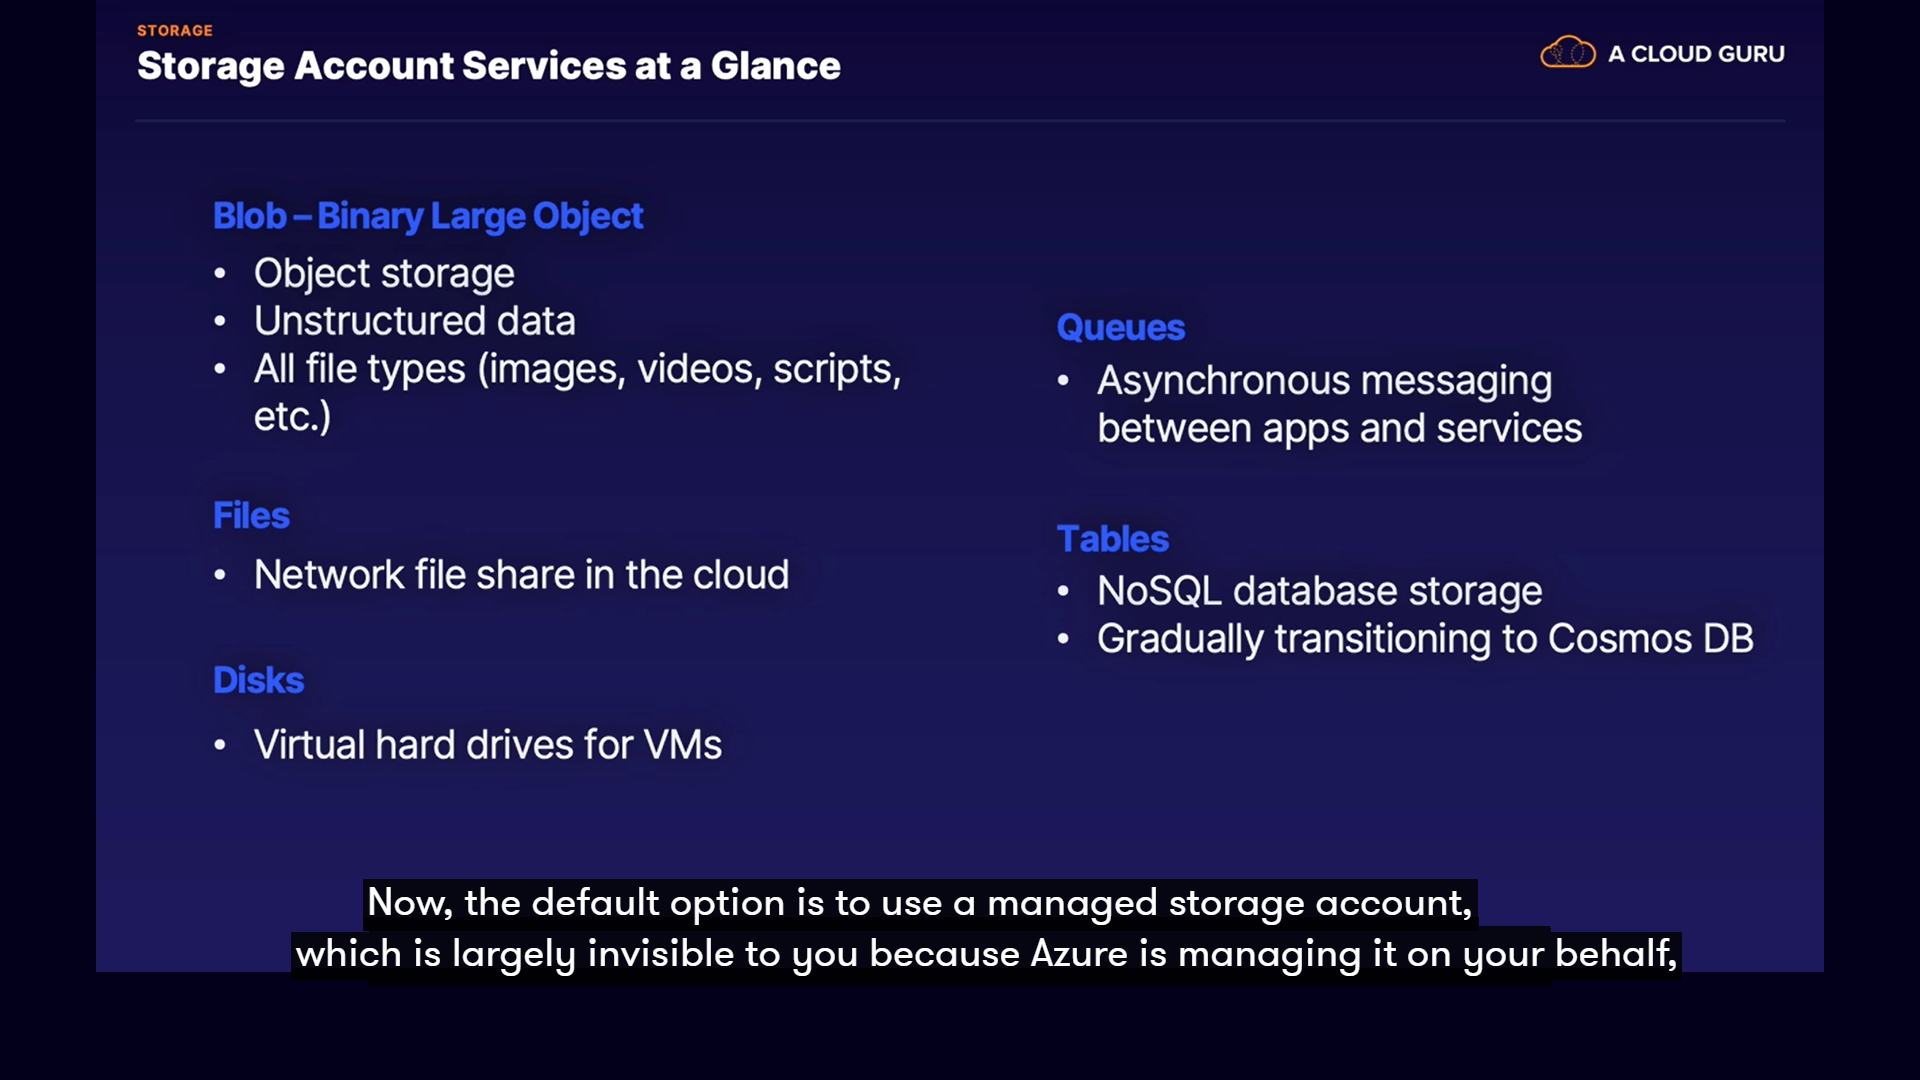 STORAGE
Storage Account Services at a Glance
A CLOUD GURU
Blob – Binary Large Object
• Object storage
• Unstructured data
• All file types (images, videos, scripts,
etc.)
Files
• Network file share in the cloud
Disks
• Virtual hard drives for VMs
Queues
• Asynchronous messaging
between apps and services
Tables
• NoSQL database storage
• Gradually transitioning to Cosmos DB
Now, the default option is to use a managed storage account,
which is largely invisible to you because Azure is managing it on your behalf,